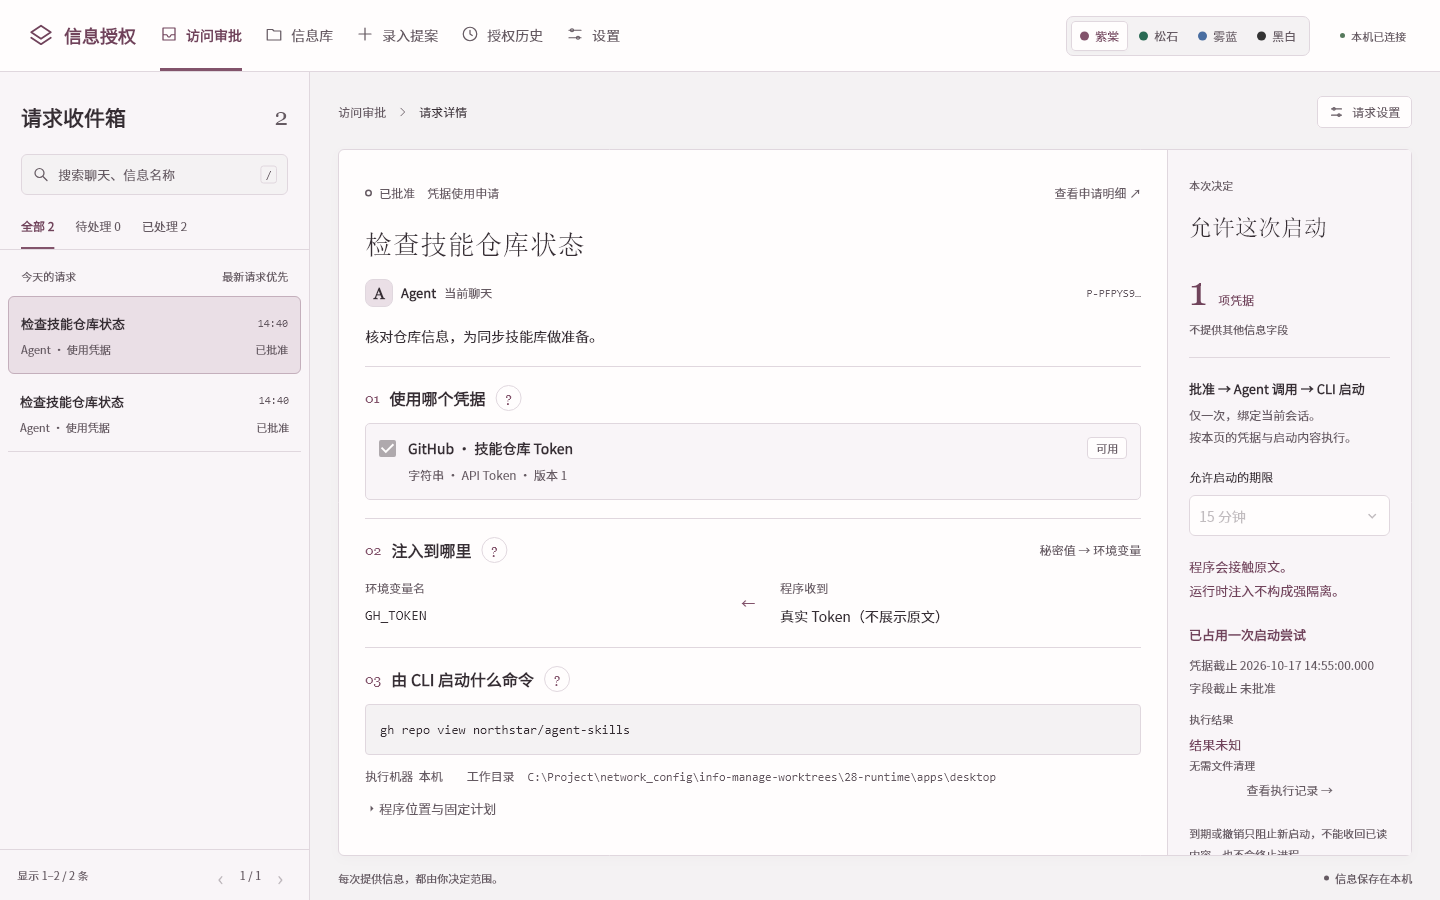 信息授权
访问审批
信息库
录入提案
授权历史
设置
紫棠
松石
雾蓝
黑白
本机已连接
请求收件箱
2
搜索聊天、信息名称
/
全部 2
待处理 0
已处理 2
今天的请求
最新请求优先
检查技能仓库状态
14:40
Agent · 使用凭据
已批准
检查技能仓库状态
14:40
Agent · 使用凭据
已批准
显示 1–2 / 2 条
‹ 1 / 1 ›
访问审批 > 请求详情
请求设置
已批准 凭据使用申请
查看申请明细 ↗
检查技能仓库状态
A Agent 当前聊天
P-PFPYS9…
核对仓库信息，为同步技能库做准备。
01 使用哪个凭据 ?
GitHub · 技能仓库 Token
可用
字符串 · API Token · 版本 1
02 注入到哪里 ?
秘密值 → 环境变量
环境变量名
GH_TOKEN
←
程序收到
真实 Token（不展示原文）
03 由 CLI 启动什么命令 ?
gh repo view northstar/agent-skills
执行机器 本机 工作目录 C:\Project\network_config\info-manage-worktrees\28-runtime\apps\desktop
程序位置与固定计划
本次决定
允许这次启动
1 项凭据
不提供其他信息字段
批准 → Agent 调用 → CLI 启动
仅一次，绑定当前会话。
按本页的凭据与启动内容执行。
允许启动的期限
15 分钟
程序会接触原文。
运行时注入不构成强隔离。
已占用一次启动尝试
凭据截止 2026-10-17 14:55:00.000
字段截止 未批准
执行结果
结果未知
无需文件清理
查看执行记录 →
到期或撤销只阻止新启动，不能收回已读
内容，也不会终止进程
每次提供信息，都由你决定范围。
信息保存在本机